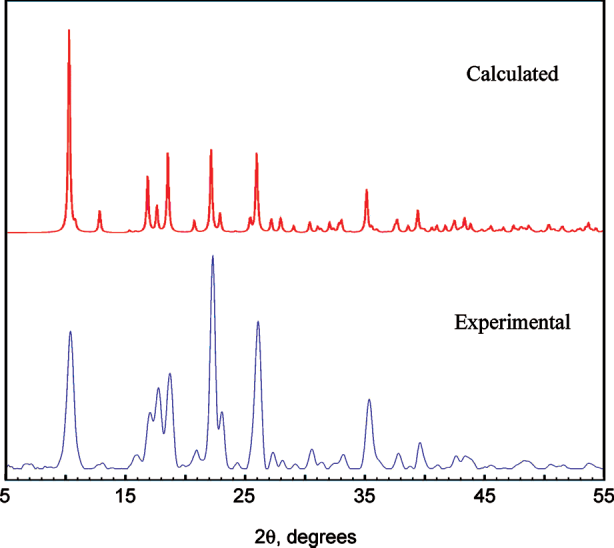 Calculated
Experimental
5 15 25 35 45 55
2θ, degrees